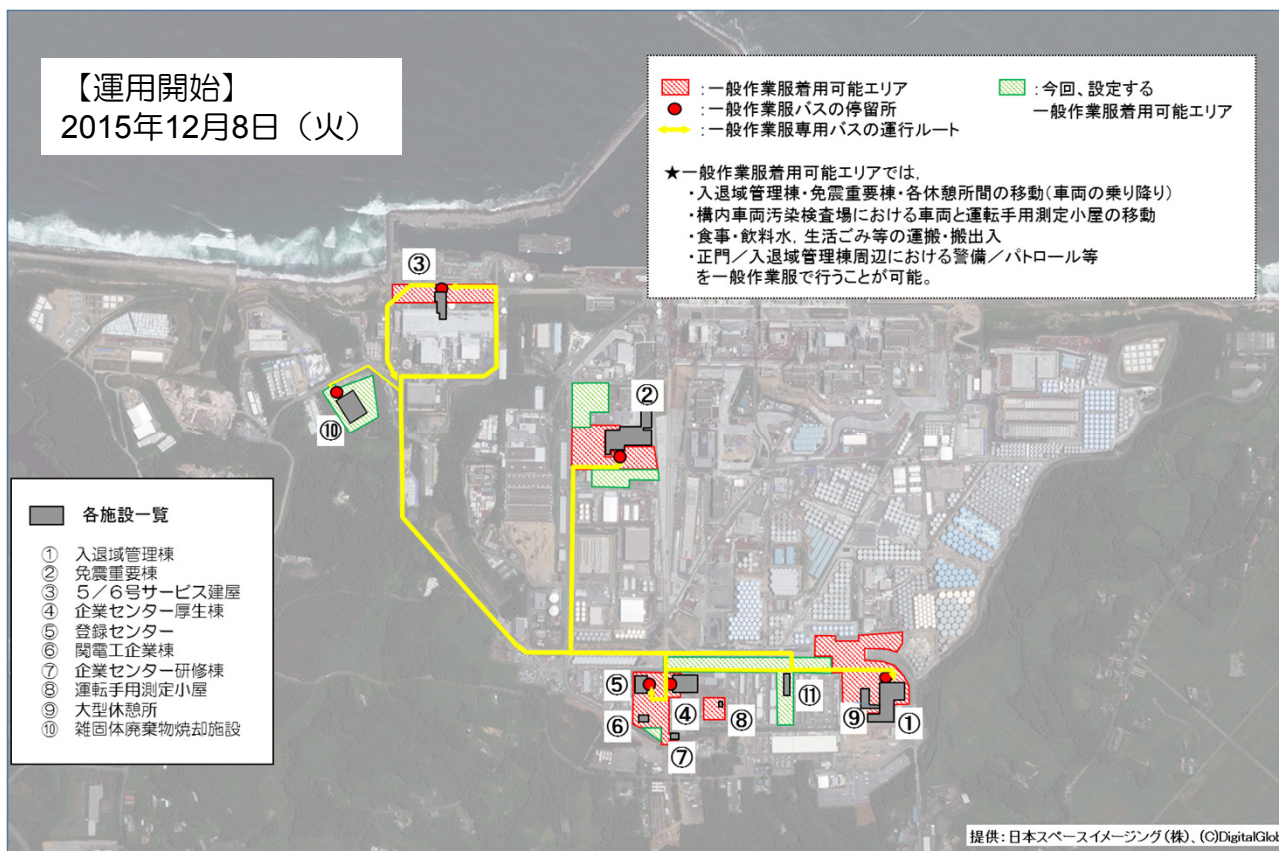 【運用開始】
2015年12月8日（火）
：一般作業服着用可能エリア
：一般作業服バスの停留所
：一般作業服専用バスの運行ルート
：今回、設定する
一般作業服着用可能エリア
★一般作業服着用可能エリアでは，
・入退域管理棟・免震重要棟・各休憩所間の移動（車両の乗り降り）
・構内車両汚染検査場における車両と運転手用測定小屋の移動
・食事・飲料水，生活ごみ等の運搬・搬出入
・正門／入退域管理棟周辺における警備／パトロール等
を一般作業服で行うことが可能。
③
②
⑩
各施設一覧
① 入退域管理棟
② 免震重要棟
③ ５／６号サービス建屋
④ 企業センター厚生棟
⑤ 登録センター
⑥ 関電工企業棟
⑦ 企業センター研修棟
⑧ 運転手用測定小屋
⑨ 大型休憩所
⑩ 雑固体廃棄物焼却施設
⑤
④
⑪
⑥
⑧
⑨
①
⑦
提供：日本スペースイメージング（株）、(C)DigitalGlob